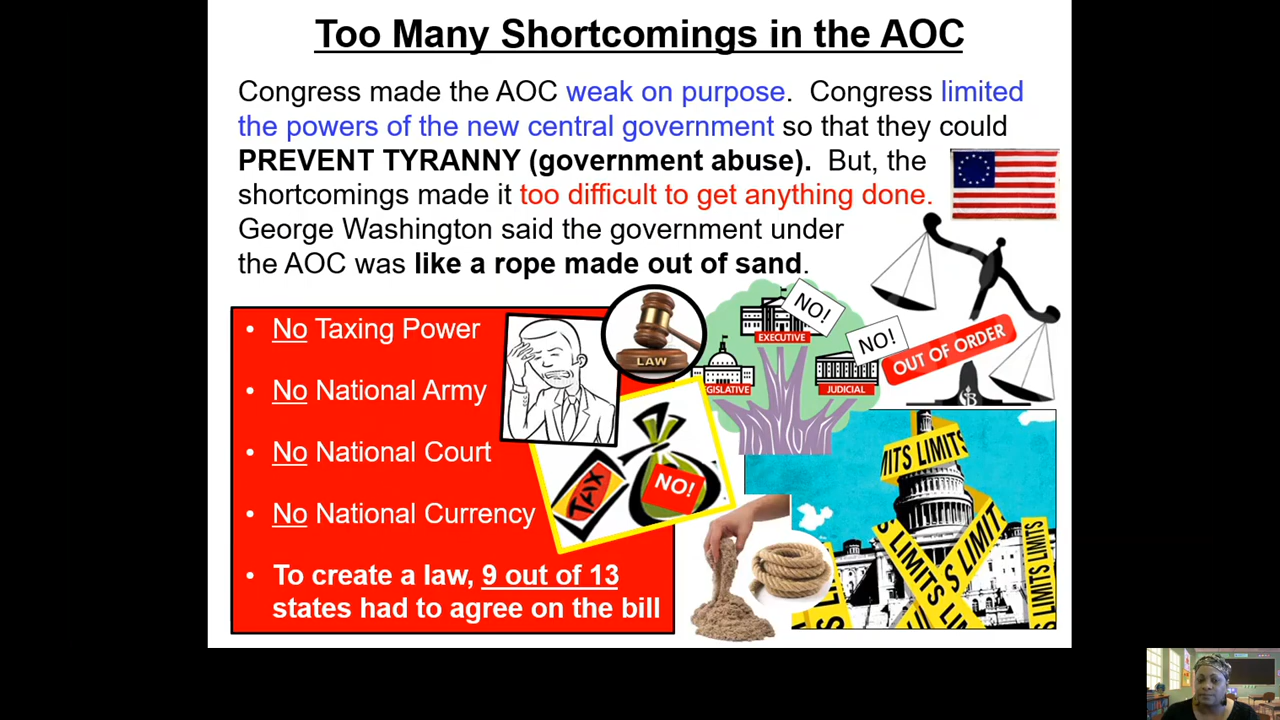 Too Many Shortcomings in the AOC
Congress made the AOC weak on purpose. Congress limited
the powers of the new central government so that they could
PREVENT TYRANNY (government abuse). But, the
shortcomings made it too difficult to get anything done.
George Washington said the government under
the AOC was like a rope made out of sand.
• No Taxing Power
• No National Army
• No National Court
• No National Currency
• To create a law, 9 out of 13
states had to agree on the bill
LAW
NO!
EXECUTIVE
NO!
EGISLATIVE
JUDICIAL
OUT OF ORDER
TAX
NO!
MITS LIMITS
S LIMITS
S LIMIT
S LIMITS LIMITS